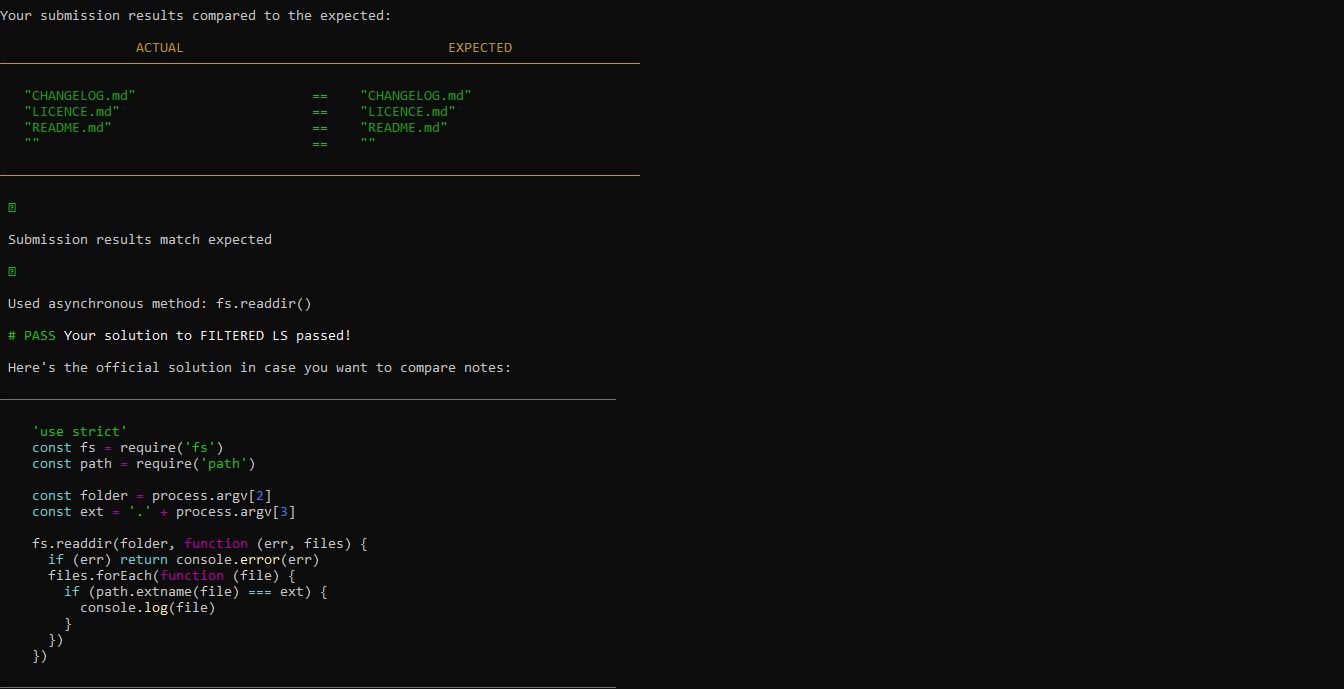 Your submission results compared to the expected:
ACTUAL EXPECTED
"CHANGELOG.md" == "CHANGELOG.md"
"LICENCE.md" == "LICENCE.md"
"README.md" == "README.md"
"" == ""
Submission results match expected
Used asynchronous method: fs.readdir()
# PASS Your solution to FILTERED LS passed!
Here's the official solution in case you want to compare notes:
'use strict'
const fs = require('fs')
const path = require('path')
const folder = process.argv[2]
const ext = '.' + process.argv[3]
fs.readdir(folder, function (err, files) {
if (err) return console.error(err)
files.forEach(function (file) {
if (path.extname(file) === ext) {
console.log(file)
}
})
})